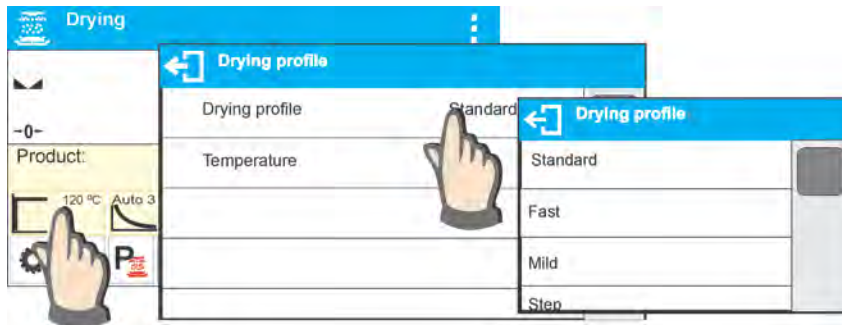 Drying
Drying profile
Drying profile Standard
Temperature
-0-
Product:
120 ºC Auto 3
P
Drying profile
Standard
Fast
Mild
Step